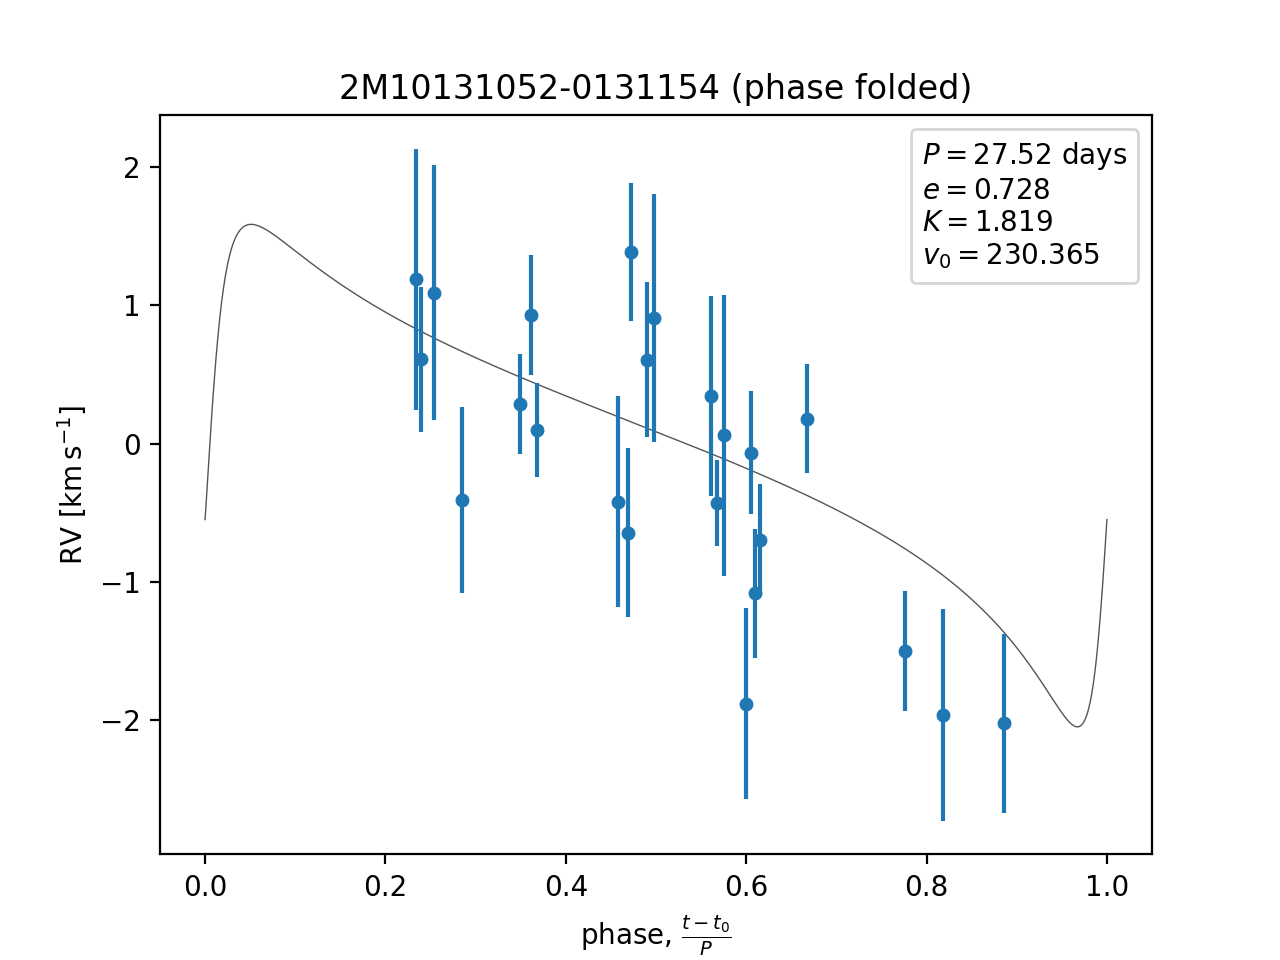 2M10131052-0131154 (phase folded)
P = 27.52 days
e = 0.728
K = 1.819
v₀ = 230.365
RV [km s⁻¹]
2
1
0
−1
−2
0.0 0.2 0.4 0.6 0.8 1.0
phase, (t − t₀)/P